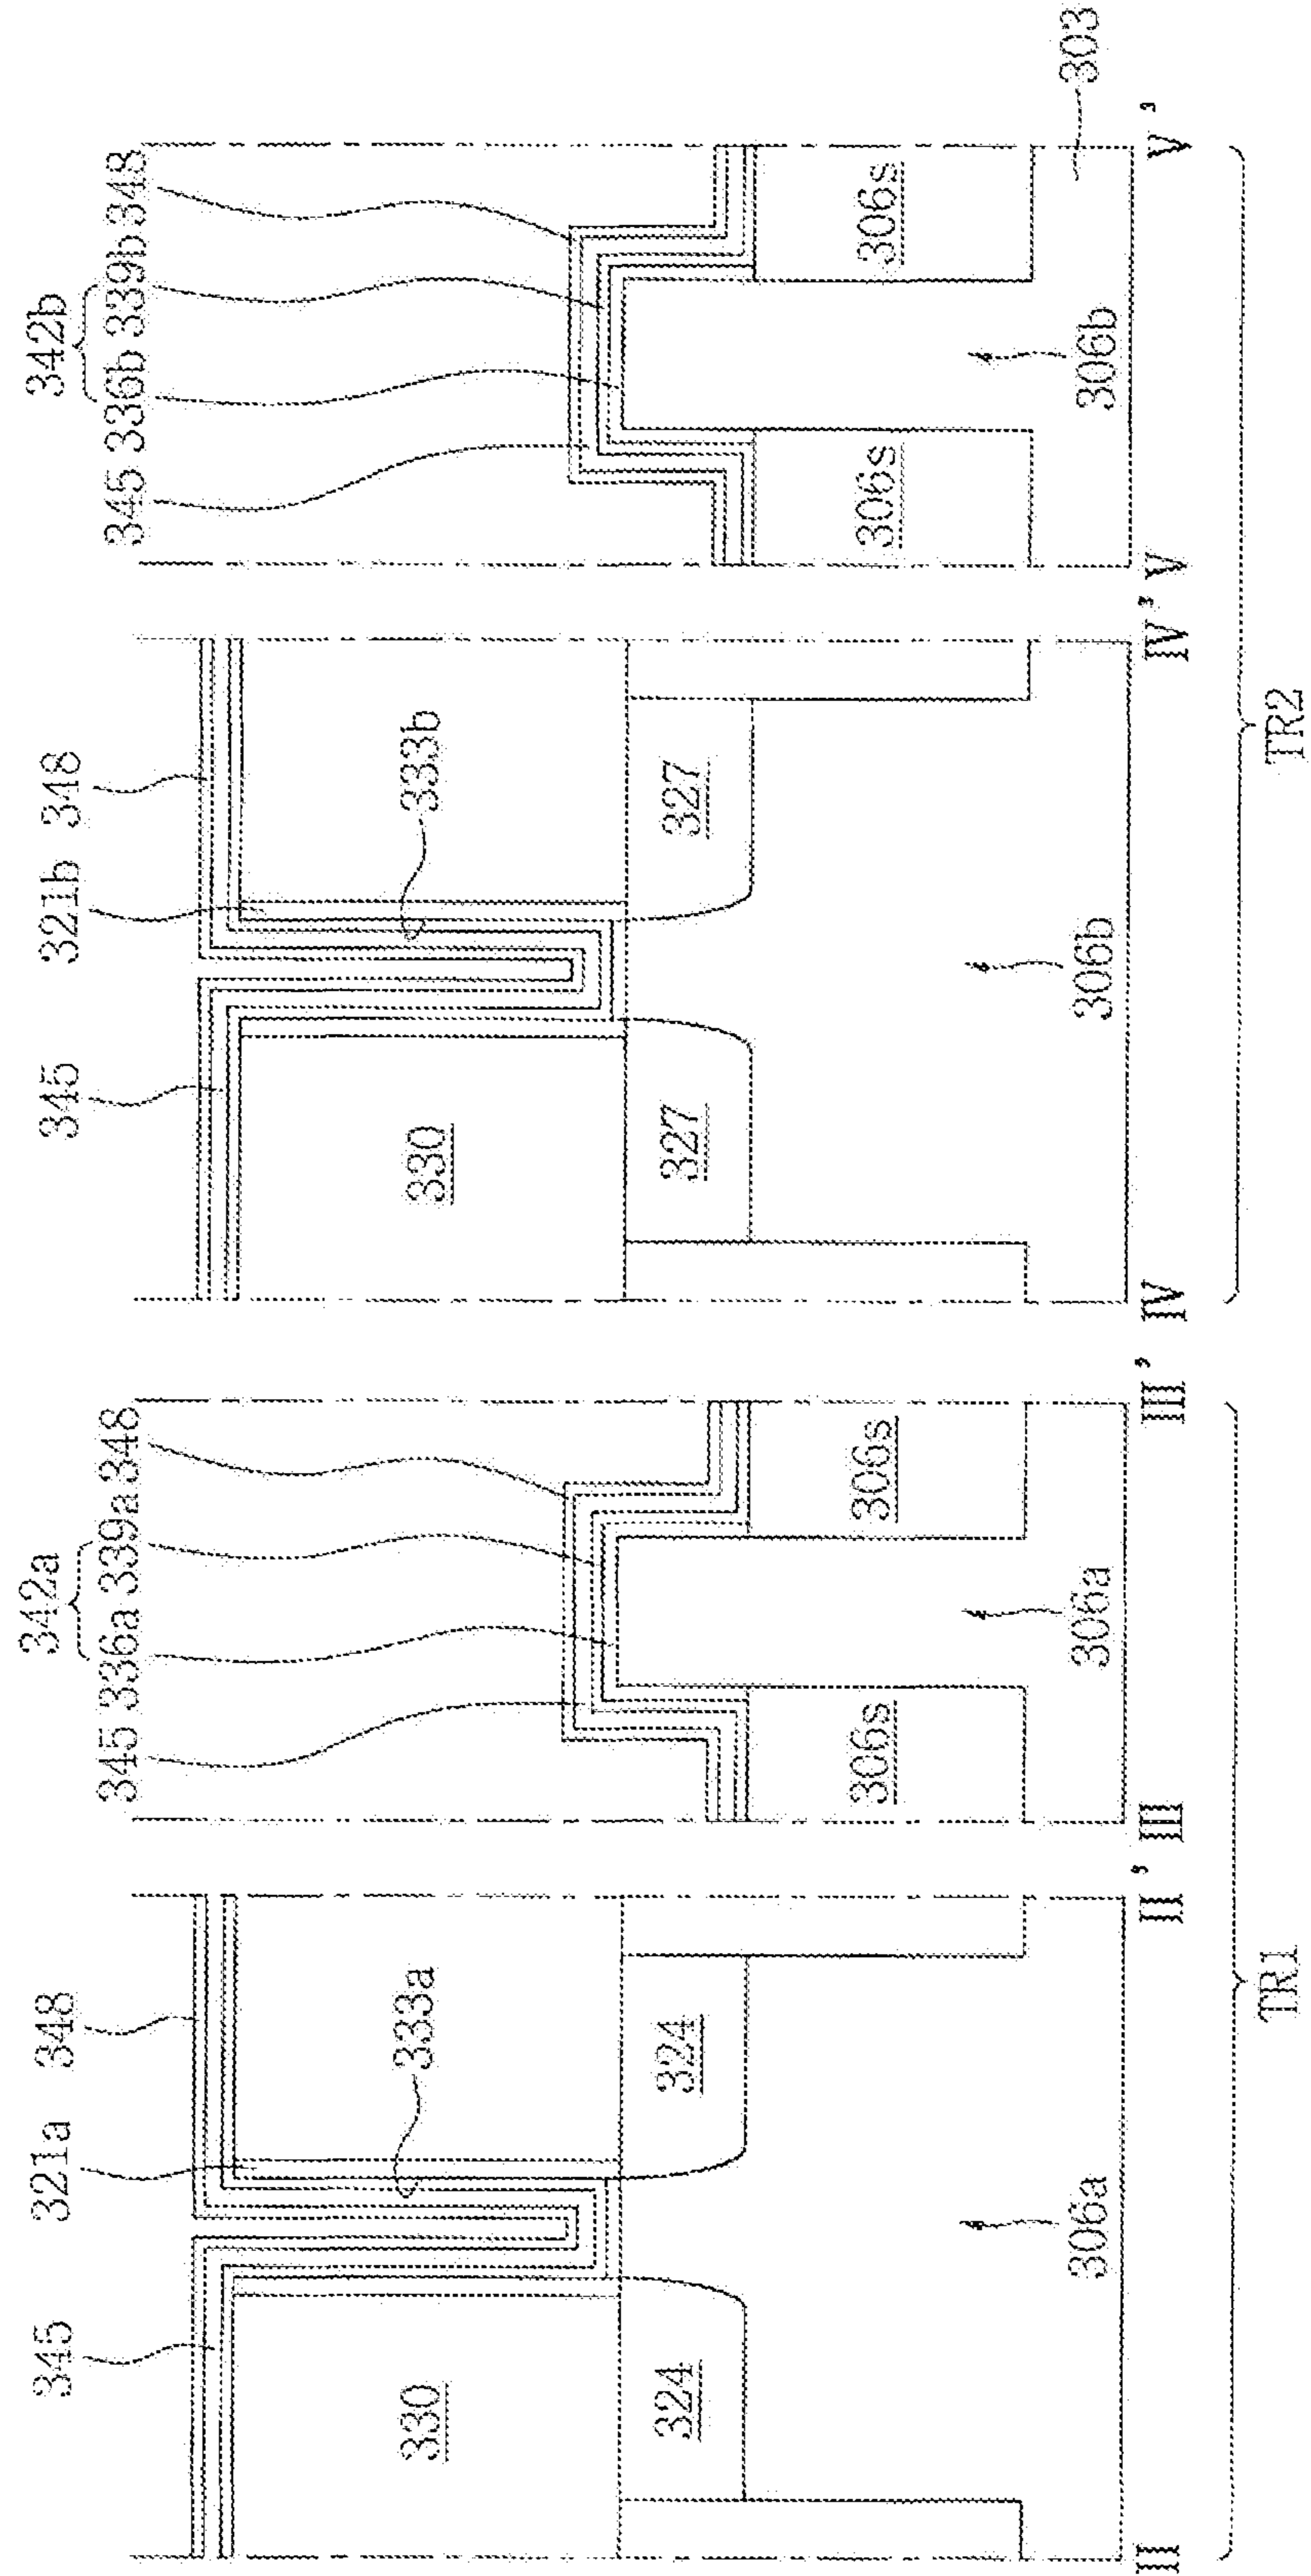 342a
342b
345 321a 348
345 336a 339a 348
345 321b 348
345 336b 339b 348
330
333a
330
333b
324
324
306s
306s
327
327
306s
306s
306a
306a
306b
306b
303
II
II'
III
III'
IV
IV'
V
V'
TR1
TR2